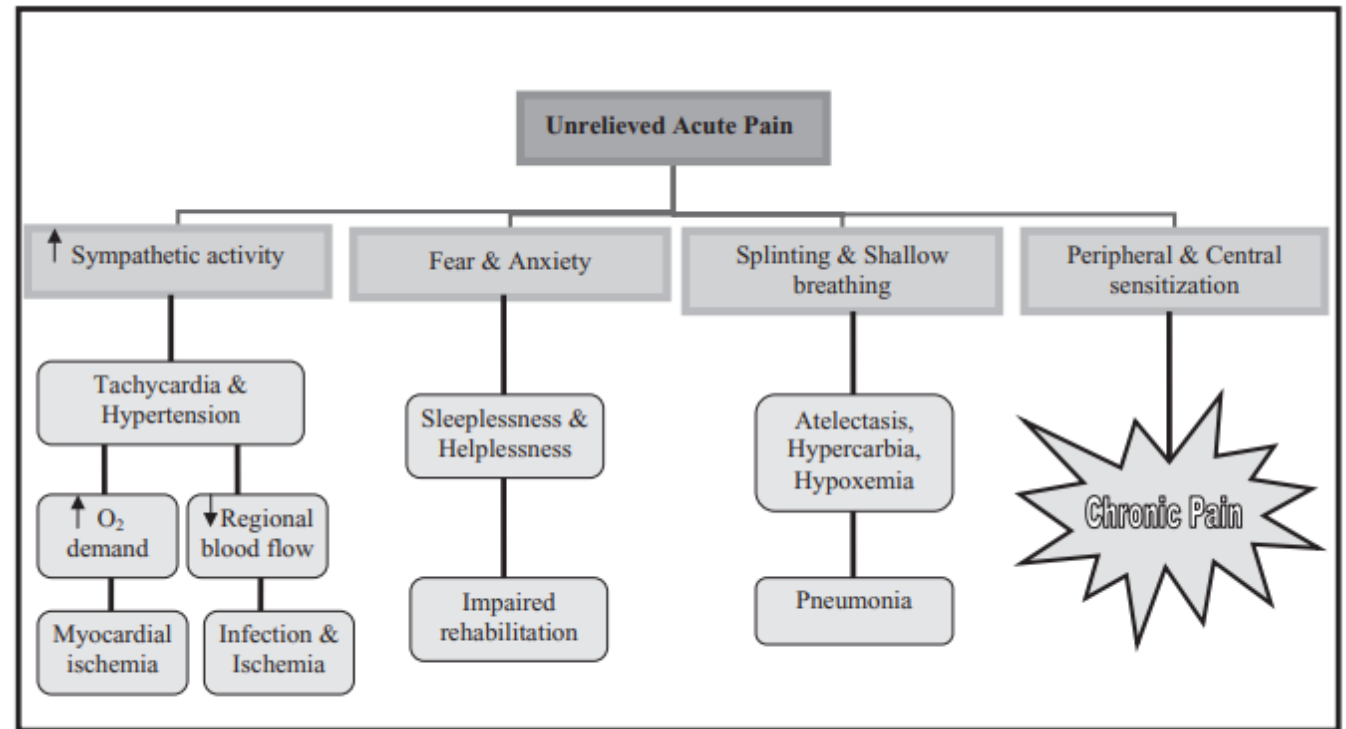 Unrelieved Acute Pain
↑ Sympathetic activity
Fear & Anxiety
Splinting & Shallow
breathing
Peripheral & Central
sensitization
Tachycardia &
Hypertension
Sleeplessness &
Helplessness
Atelectasis,
Hypercarbia,
Hypoxemia
Chronic Pain
↑ O₂
demand
↓ Regional
blood flow
Myocardial
ischemia
Infection &
Ischemia
Impaired
rehabilitation
Pneumonia